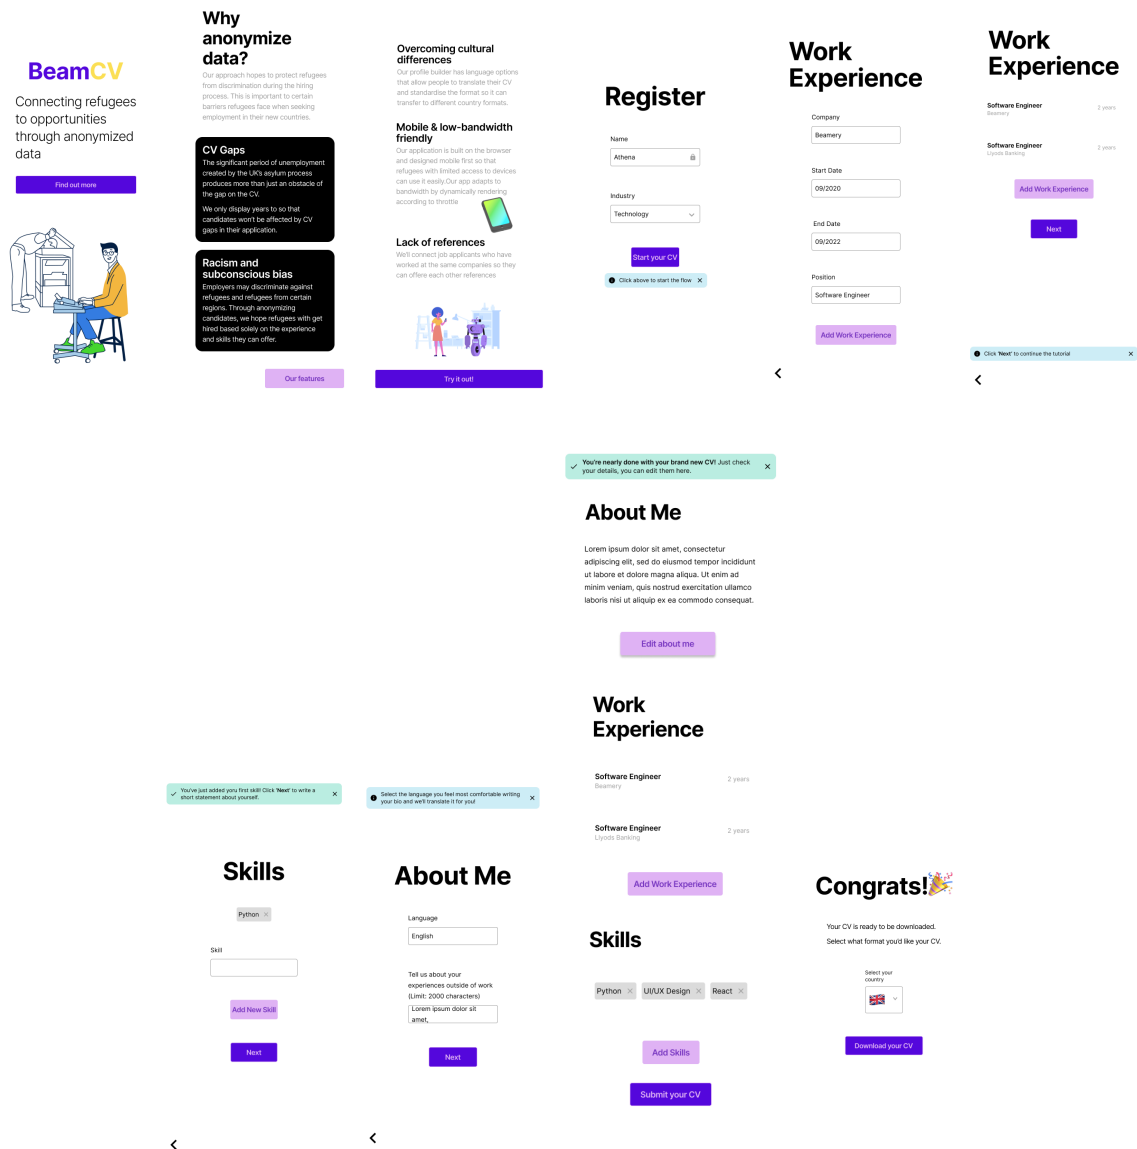 BeamCV
Connecting refugees
to opportunities
through anonymized
data
Find out more
Why
anonymize
data?
Our approach hopes to protect refugees
from discrimination during the hiring
process. This is important to certain
barriers refugees face when seeking
employment in their new countries.
CV Gaps
The significant period of unemployment
created by the UK's asylum process
produces more than just an obstacle of
the gap on the CV.
We only display years to so that
candidates won't be affected by CV
gaps in their application.
Racism and
subconscious bias
Employers may discriminate against
refugees and refugees from certain
regions. Through anonymizing
candidates, we hope refugees with get
hired based solely on the experience
and skills they can offer.
Our features
Overcoming cultural
differences
Our profile builder has language options
that allow people to translate their CV
and standardise the format so it can
transfer to different country formats.
Mobile & low-bandwidth
friendly
Our application is built on the browser
and designed mobile first so that
refugees with limited access to devices
can use it easily.Our app adapts to
bandwidth by dynamically rendering
according to throttle
Lack of references
We'll connect job applicants who have
worked at the same companies so they
can offere each other references
Try it out!
Register
Name
Athena
Industry
Technology
Start your CV
Click above to start the flow
Work
Experience
Company
Beamery
Start Date
09/2020
End Date
09/2022
Position
Software Engineer
Add Work Experience
Work
Experience
Software Engineer
Beamery
2 years
Software Engineer
Llyods Banking
2 years
Add Work Experience
Next
Click 'Next' to continue the tutorial
You've just added yoru first skill! Click 'Next' to write a
short statement about yourself.
Skills
Python
Skill
Add New Skill
Next
Select the language you feel most comfortable writing
your bio and we'll translate it for you!
About Me
Language
English
Tell us about your
experiences outside of work
(Limit: 2000 characters)
Lorem ipsum dolor sit
amet,
Next
You're nearly done with your brand new CV! Just check
your details, you can edit them here.
About Me
Lorem ipsum dolor sit amet, consectetur
adipiscing elit, sed do eiusmod tempor incididunt
ut labore et dolore magna aliqua. Ut enim ad
minim veniam, quis nostrud exercitation ullamco
laboris nisi ut aliquip ex ea commodo consequat.
Edit about me
Work
Experience
Software Engineer
Beamery
2 years
Software Engineer
Llyods Banking
2 years
Add Work Experience
Skills
Python
UI/UX Design
React
Add Skills
Submit your CV
Congrats!
Your CV is ready to be downloaded.
Select what format you'd like your CV.
Select your
country
Download your CV